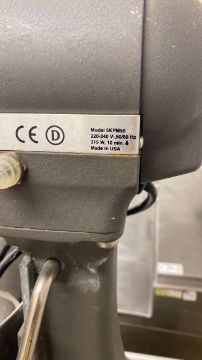 CE D
Model 5KPM50
220-240 V~,50/60 Hz
315 W, 10 min.
Made in USA